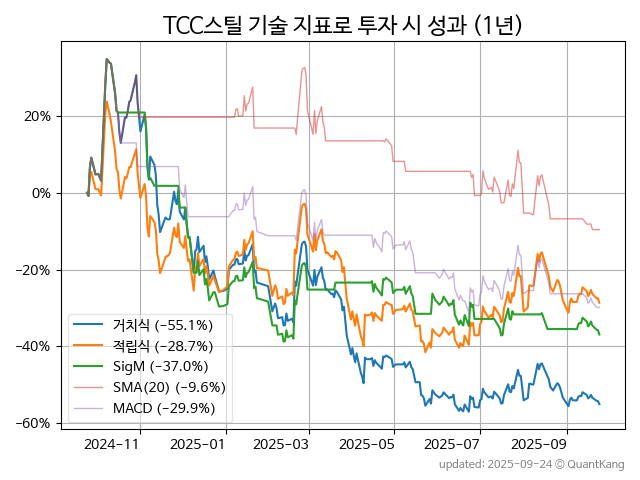 TCC스틸 기술 지표로 투자 시 성과 (1년)
20%
0%
−20%
−40%
−60%
거치식 (−55.1%)
적립식 (−28.7%)
SigM (−37.0%)
SMA(20) (−9.6%)
MACD (−29.9%)
2024-11 2025-01 2025-03 2025-05 2025-07 2025-09
updated: 2025-09-24 © QuantKang